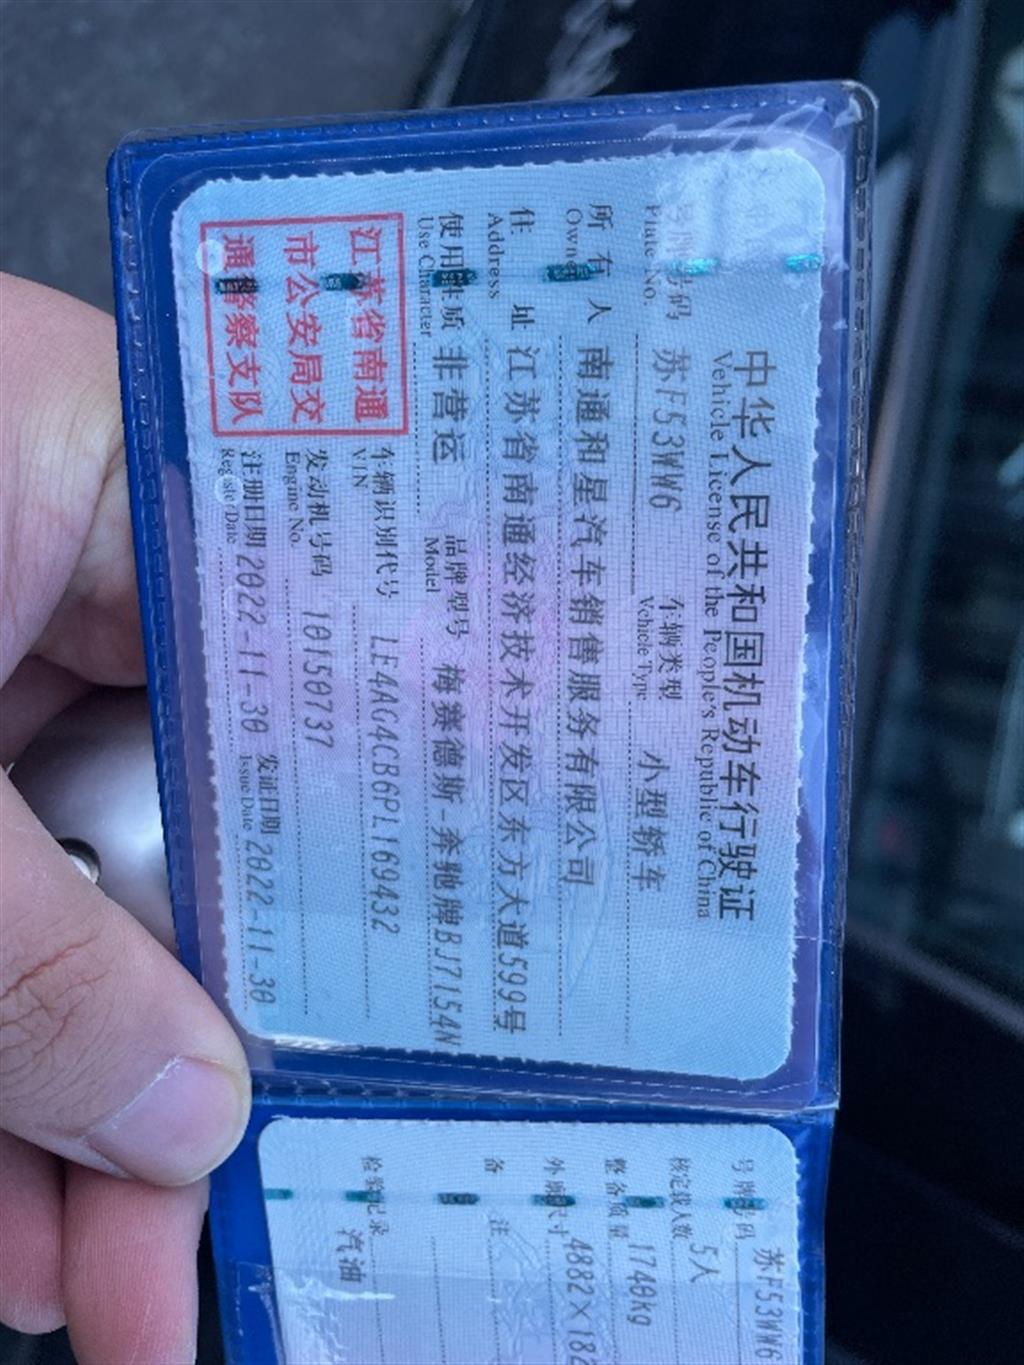 中华人民共和国机动车行驶证
Vehicle License of the People's Republic of China
号牌号码 苏F53WW6 车辆类型 小型轿车
Plate No. Vehicle Type
所有人 南通和星汽车销售服务有限公司
Owner
住址 江苏省南通经济技术开发区东方大道599号
Address
使用性质 非营运 品牌型号 梅赛德斯-奔驰牌BJ7154N
Use Character Model
江苏省南通
市公安局交
通警察支队
车辆识别代号 LE4AG4CB6PL169432
VIN
发动机号码 10150737
Engine No.
注册日期 2022-11-30 发证日期 2022-11-30
Register Date Issue Date
号牌号码 苏F53WW6
核定载人数 5人
整备质量 1740kg
外廓尺寸 4882×182
备注
检验记录 汽油